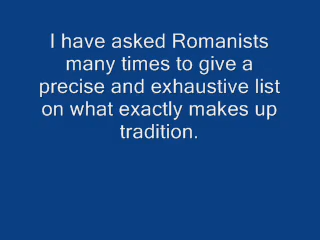 I have asked Romanists
many times to give a
precise and exhaustive list
on what exactly makes up
tradition.